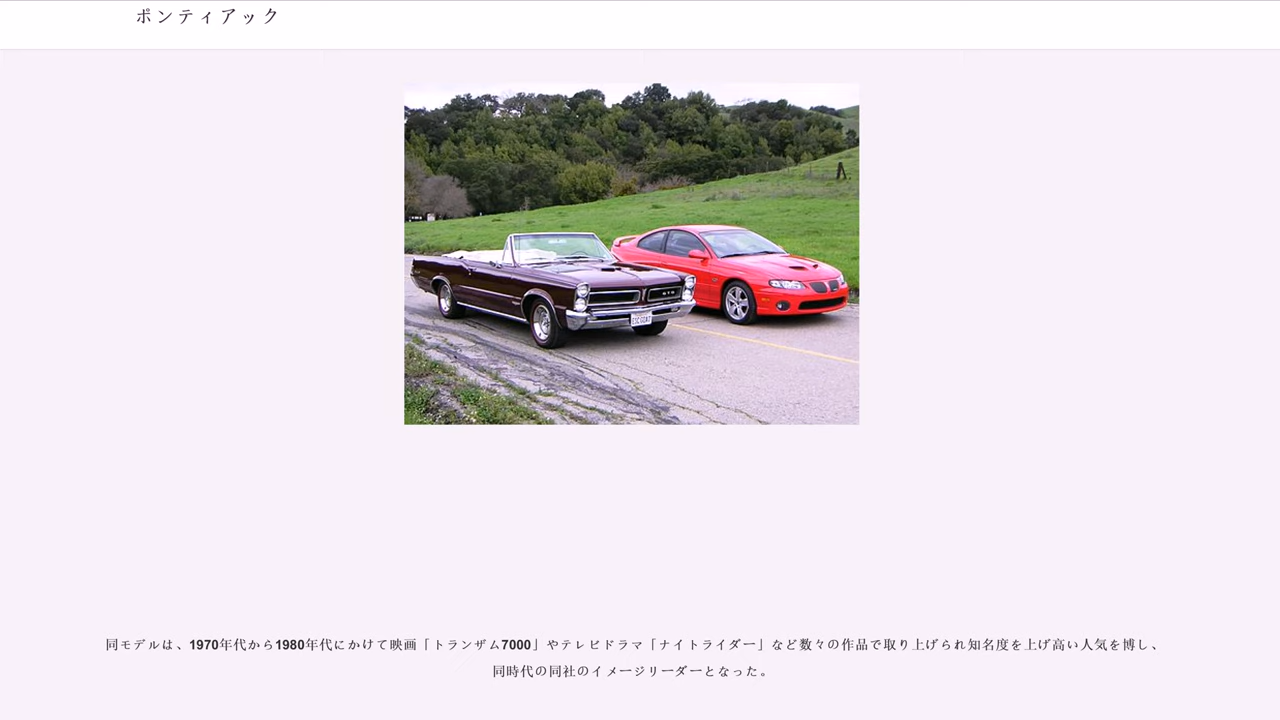 ポンティアック
GTO
同モデルは、1970年代から1980年代にかけて映画「トランザム7000」やテレビドラマ「ナイトライダー」など数々の作品で取り上げられ知名度を上げ高い人気を博し、
同時代の同社のイメージリーダーとなった。